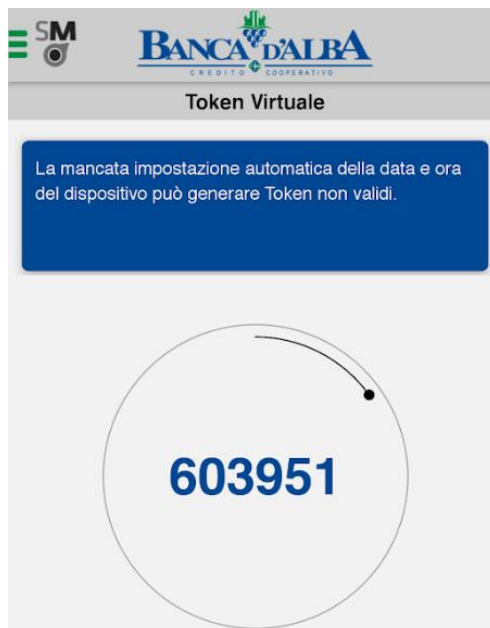 SM
BANCA D'ALBA
CREDITO COOPERATIVO
Token Virtuale
La mancata impostazione automatica della data e ora
del dispositivo può generare Token non validi.
603951